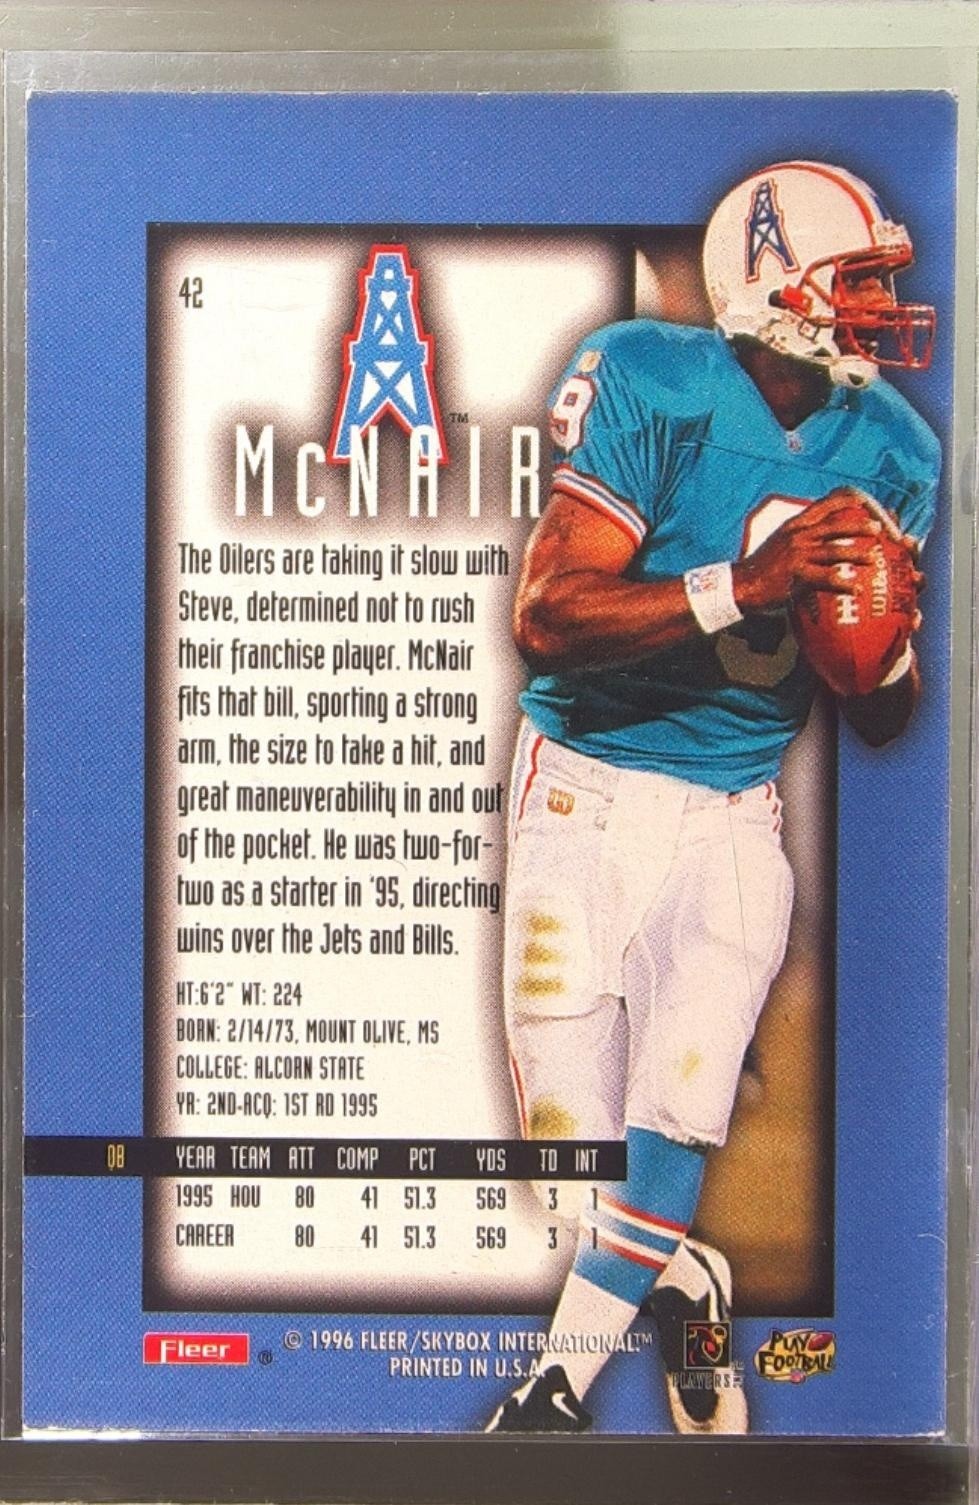 42
TM
McNAIR
The Oilers are taking it slow with
Steve, determined not to rush
their franchise player. McNair
fits that bill, sporting a strong
arm, the size to take a hit, and
great maneuverability in and out
of the pocket. He was two-for-
two as a starter in '95, directing
wins over the Jets and Bills.
HT:6'2" WT: 224
BORN: 2/14/73, MOUNT OLIVE, MS
COLLEGE: ALCORN STATE
YR: 2ND-ACQ: 1ST RD 1995
QB YEAR TEAM ATT COMP PCT YDS TD INT
1995 HOU 80 41 51.3 569 3 1
CAREER 80 41 51.3 569 3 1
Fleer ® © 1996 FLEER/SKYBOX INTERNATIONAL™
PRINTED IN U.S.A.
PLAYERS
PLAY
FOOTBALL
9
Wilson